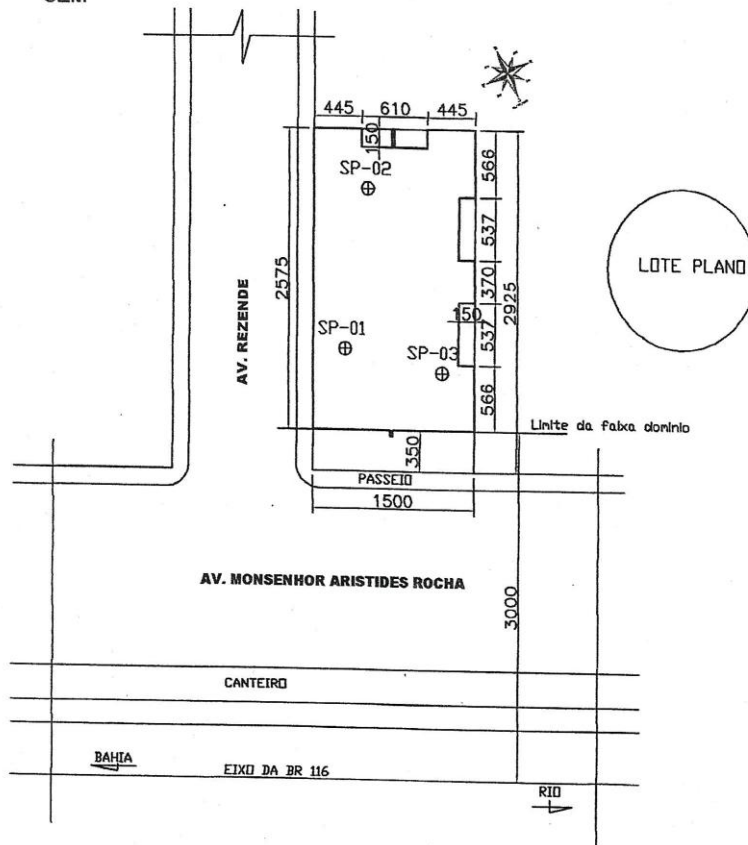 445 610 445
150
SP-02
566
537
370
2925
150
537
566
2575
AV. REZENDE
SP-01
SP-03
LOTE PLANO
Limite da faixa dominio
350
PASSEIO
1500
AV. MONSENHOR ARISTIDES ROCHA
3000
CANTEIRO
BAHIA
EIXO DA BR 116
RIO